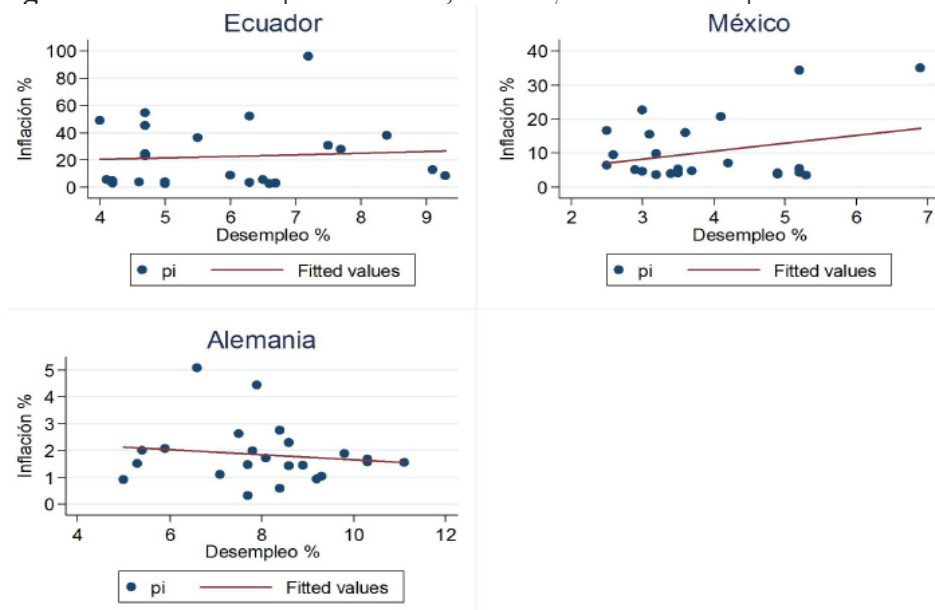 Ecuador
100
80
60
40
20
0
Inflación %
4 5 6 7 8 9
Desempleo %
pi Fitted values
México
40
30
20
10
0
Inflación %
2 3 4 5 6 7
Desempleo %
pi Fitted values
Alemania
5
4
3
2
1
0
Inflación %
4 6 8 10 12
Desempleo %
pi Fitted values